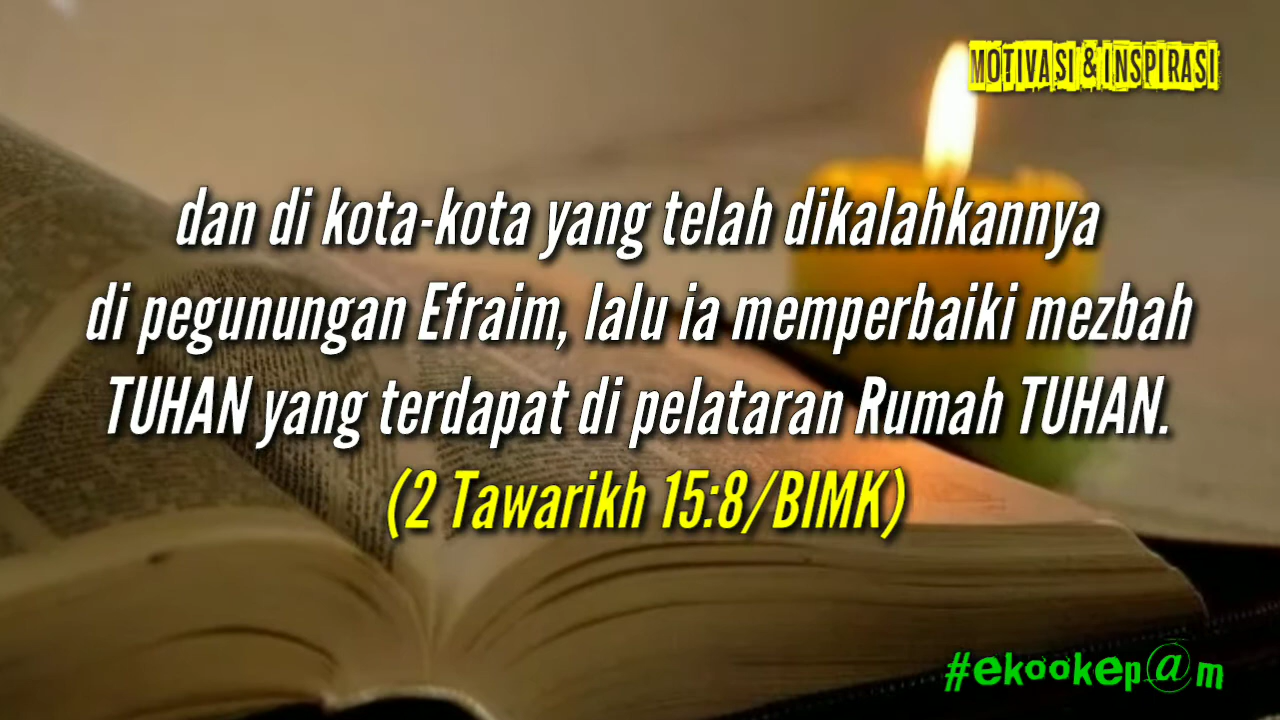 MOTIVASI & INSPIRASI
dan di kota-kota yang telah dikalahkannya
di pegunungan Efraim, lalu ia memperbaiki mezbah
TUHAN yang terdapat di pelataran Rumah TUHAN.
(2 Tawarikh 15:8/BIMK)
#ekookep@m